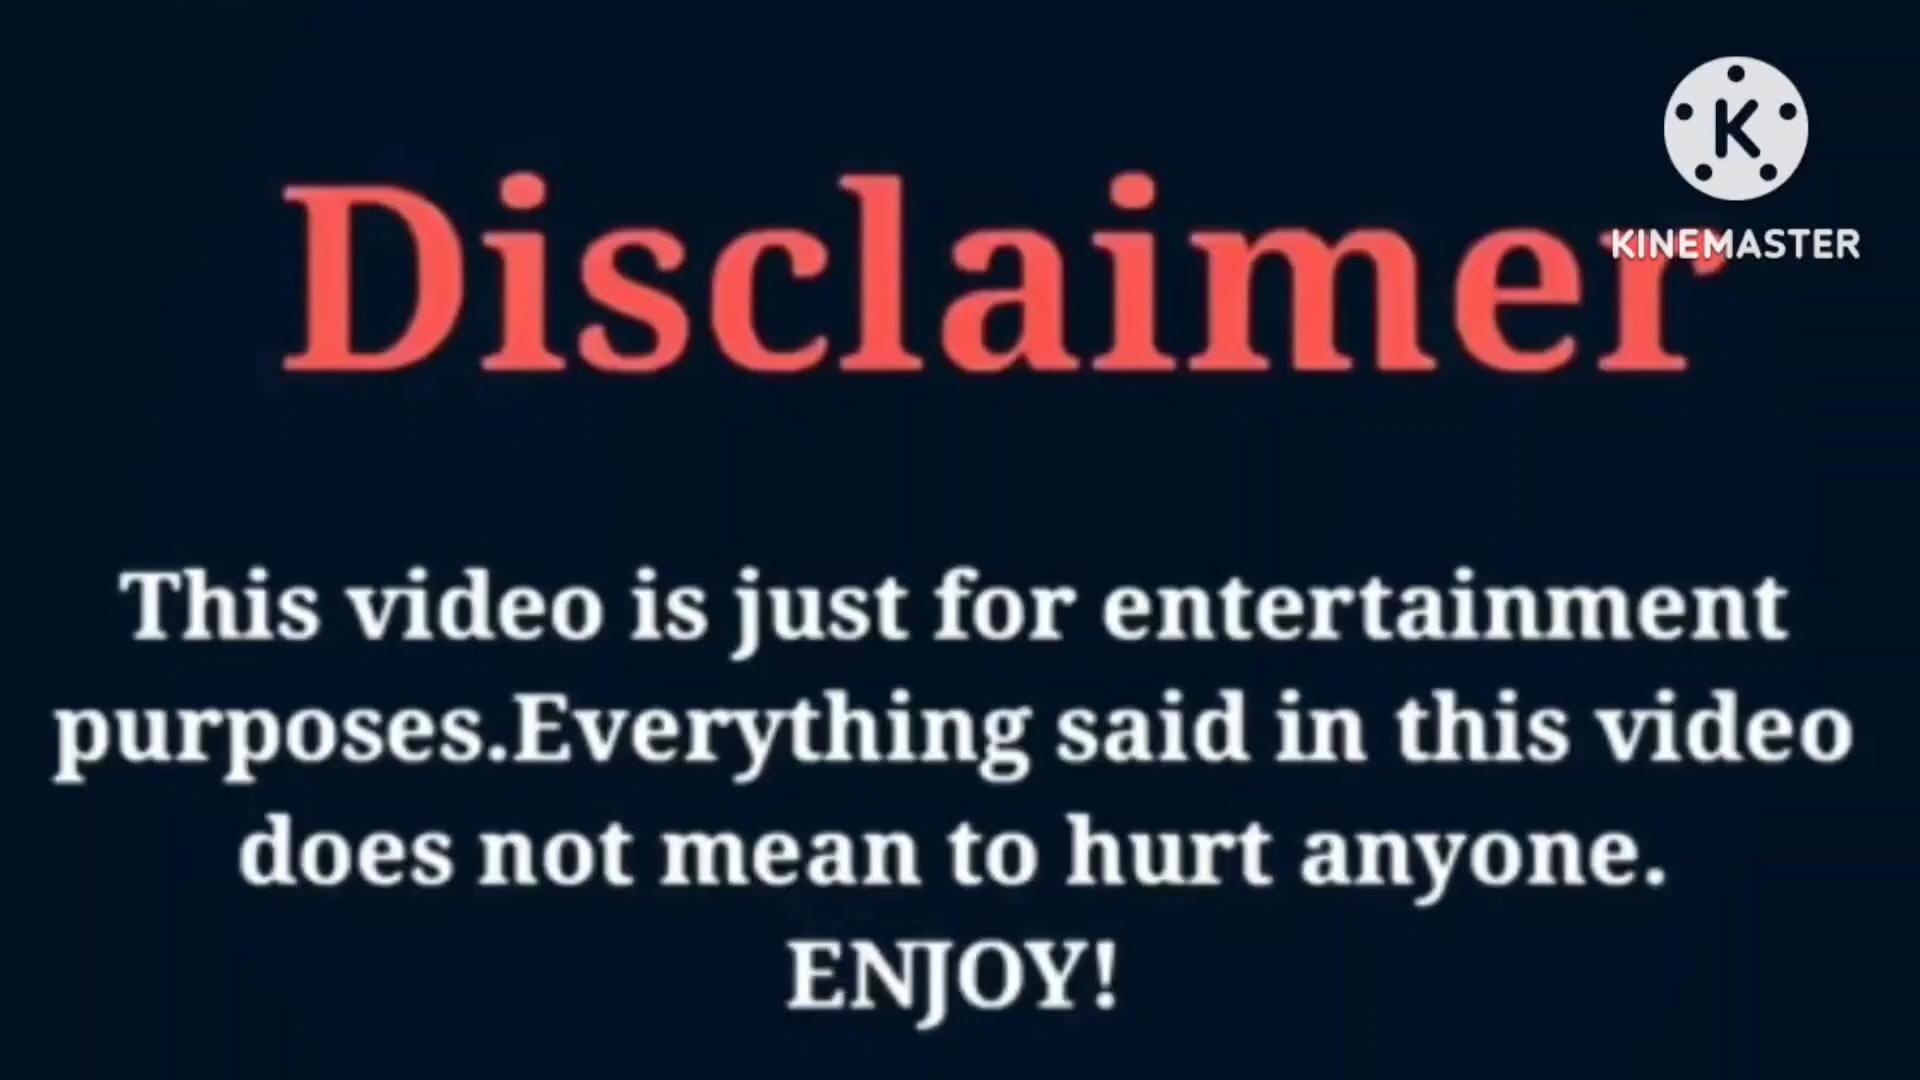 K
KINEMASTER
Disclaimer
This video is just for entertainment
purposes.Everything said in this video
does not mean to hurt anyone.
ENJOY!